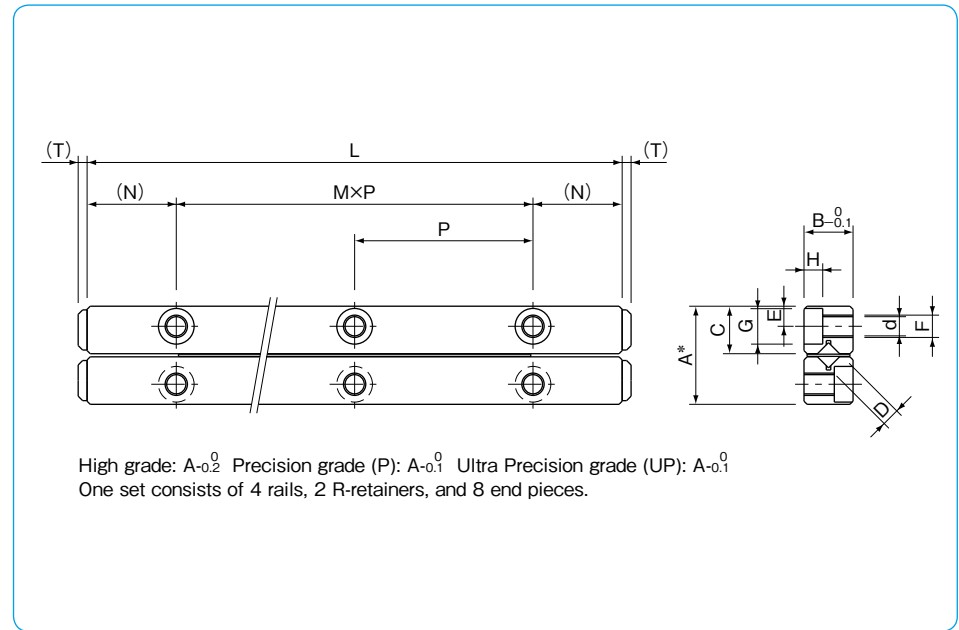 (T) L (T)
(N) M×P (N)
P
B-0 0.1
H
A*
C
G
E
d
F
D
High grade: A-0 0.2 Precision grade (P): A-0 0.1 Ultra Precision grade (UP): A-0 0.1
One set consists of 4 rails, 2 R-retainers, and 8 end pieces.